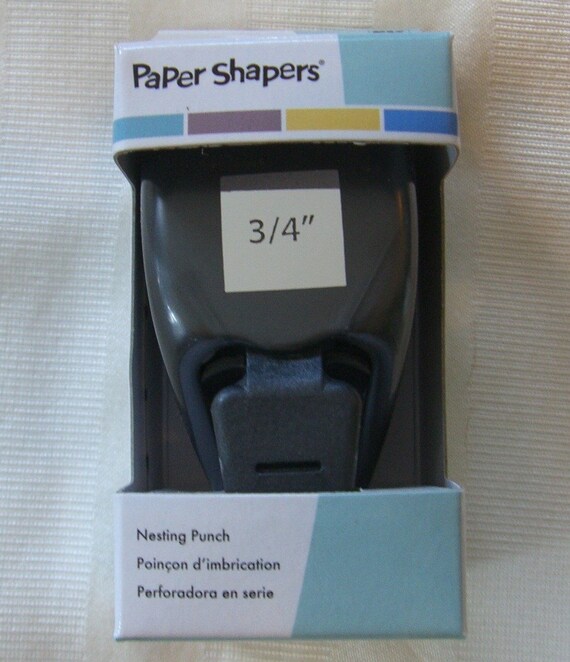 Paper Shapers®
3/4"
Nesting Punch
Poinçon d'imbrication
Perforadora en serie